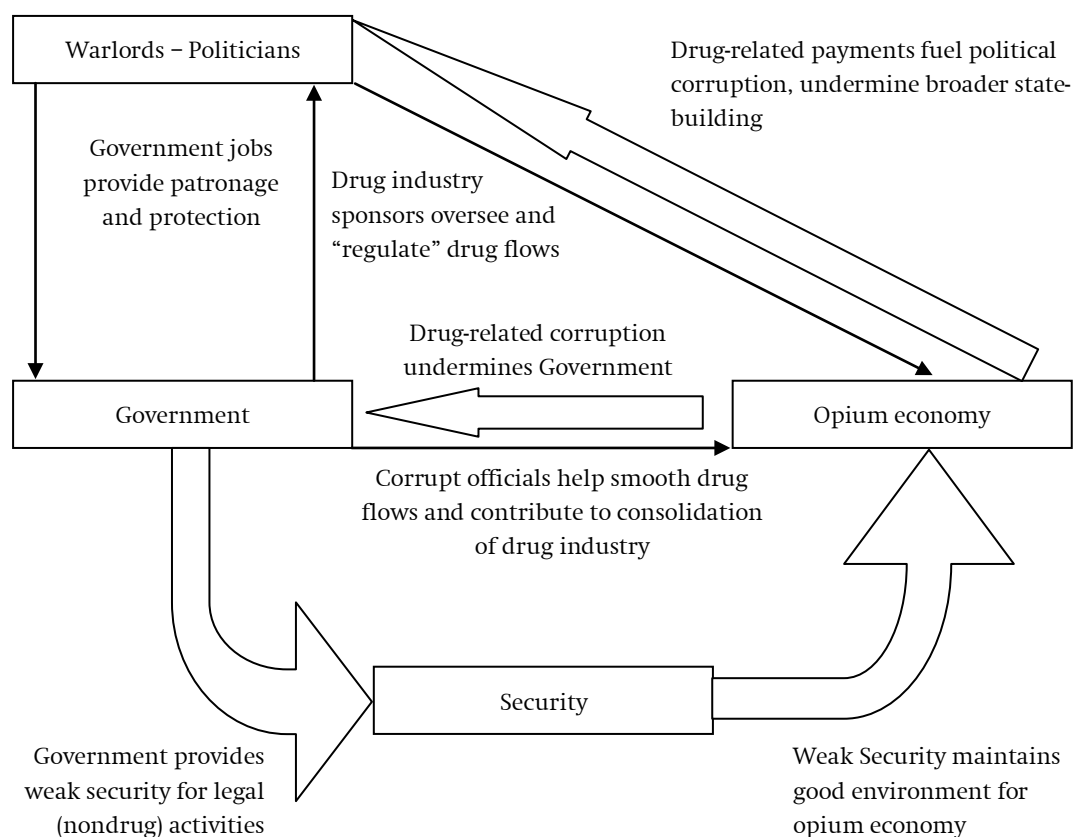 Warlords – Politicians
Drug-related payments fuel political
corruption, undermine broader state-
building
Government jobs
provide patronage
and protection
Drug industry
sponsors oversee and
“regulate” drug flows
Drug-related corruption
undermines Government
Government
Opium economy
Corrupt officials help smooth drug
flows and contribute to consolidation
of drug industry
Security
Government provides
weak security for legal
(nondrug) activities
Weak Security maintains
good environment for
opium economy